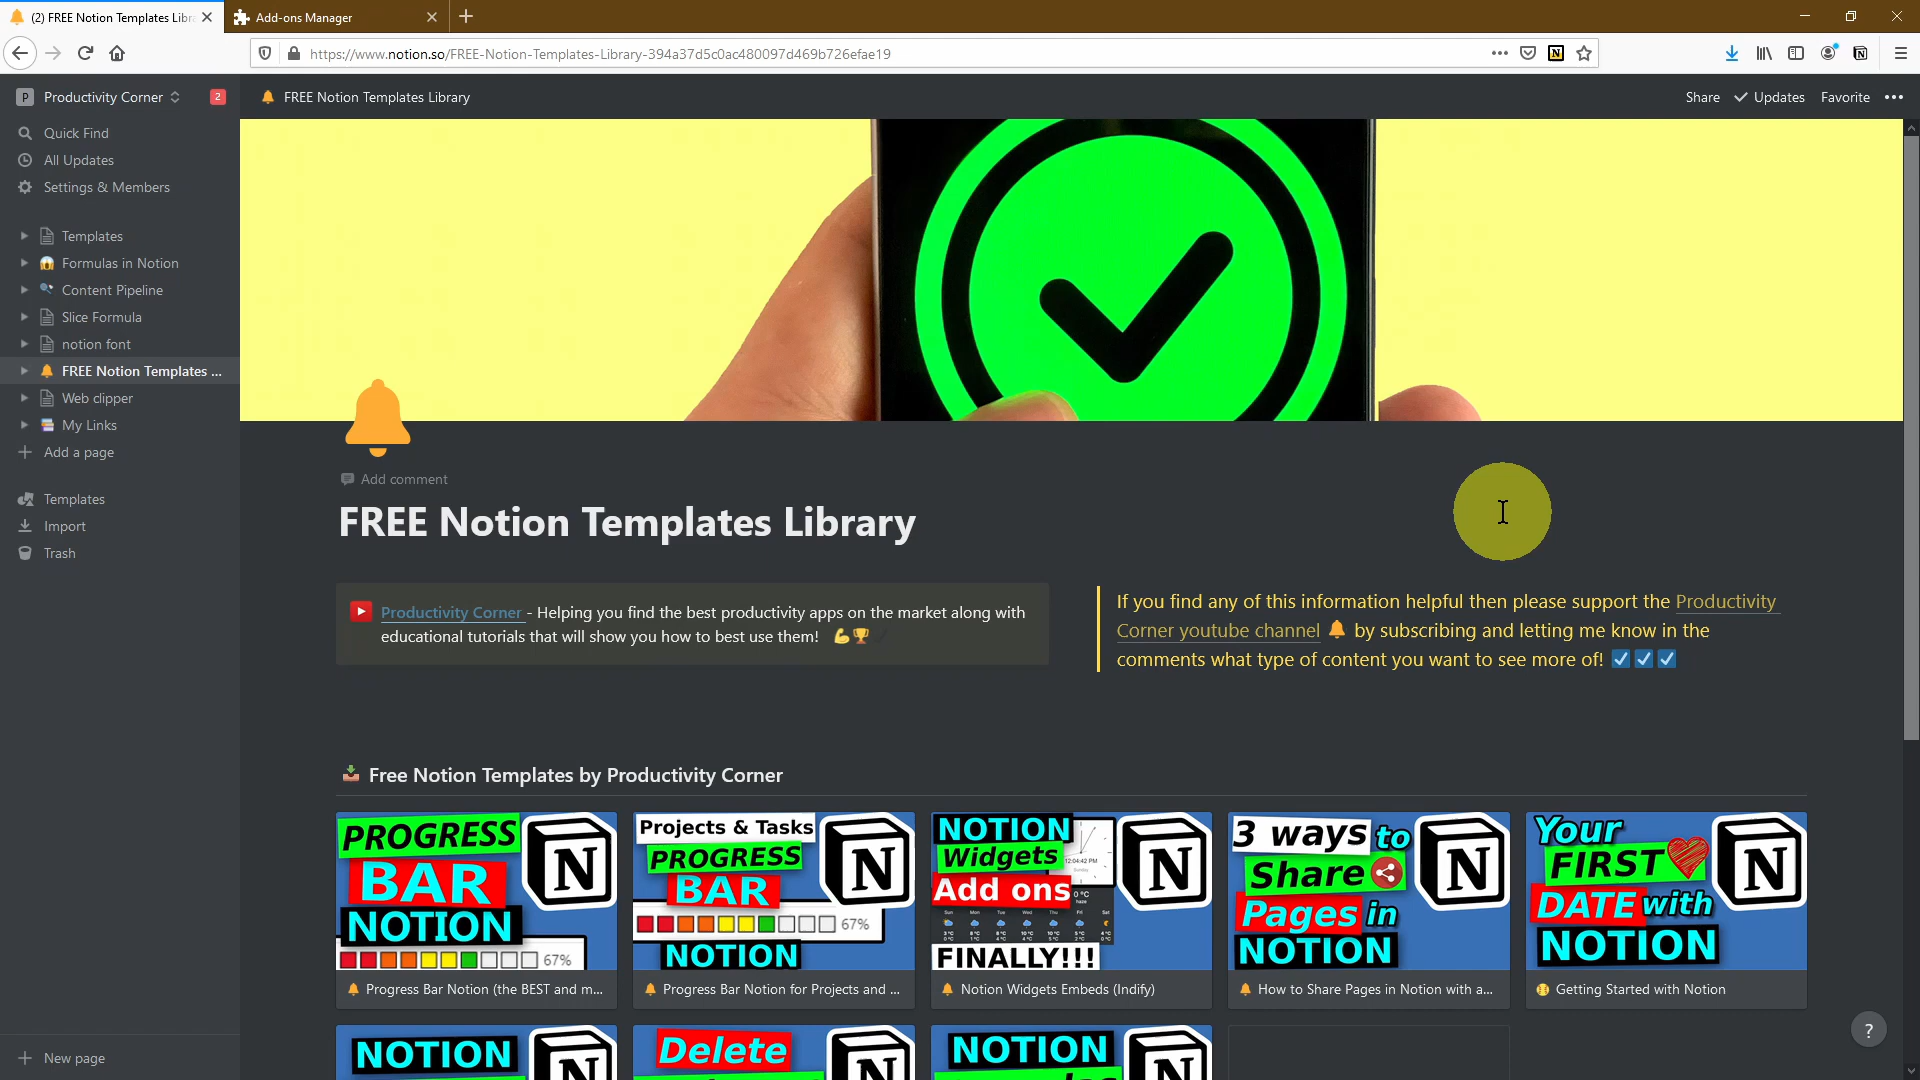 (2) FREE Notion Templates Libr
Add-ons Manager
https://www.notion.so/FREE-Notion-Templates-Library-394a37d5c0ac480097d469b726efae19
P Productivity Corner 2
FREE Notion Templates Library
Share Updates Favorite
Quick Find
All Updates
Settings & Members
Templates
Formulas in Notion
Content Pipeline
Slice Formula
notion font
FREE Notion Templates ...
Web clipper
My Links
Add a page
Templates
Import
Trash
New page
Add comment
FREE Notion Templates Library
Productivity Corner - Helping you find the best productivity apps on the market along with
educational tutorials that will show you how to best use them!
If you find any of this information helpful then please support the Productivity
Corner youtube channel by subscribing and letting me know in the
comments what type of content you want to see more of!
Free Notion Templates by Productivity Corner
PROGRESS
BAR
NOTION
67%
N
Progress Bar Notion (the BEST and m...
Projects & Tasks
PROGRESS
BAR
67%
NOTION
N
Progress Bar Notion for Projects and ...
NOTION
Widgets
Add ons
12:04:42 PM
FINALLY!!!
N
Notion Widgets Embeds (Indify)
3 ways to
Share
Pages in
NOTION
N
How to Share Pages in Notion with a...
Your
FIRST
DATE with
NOTION
N
Getting Started with Notion
NOTION
Delete
NOTION
?